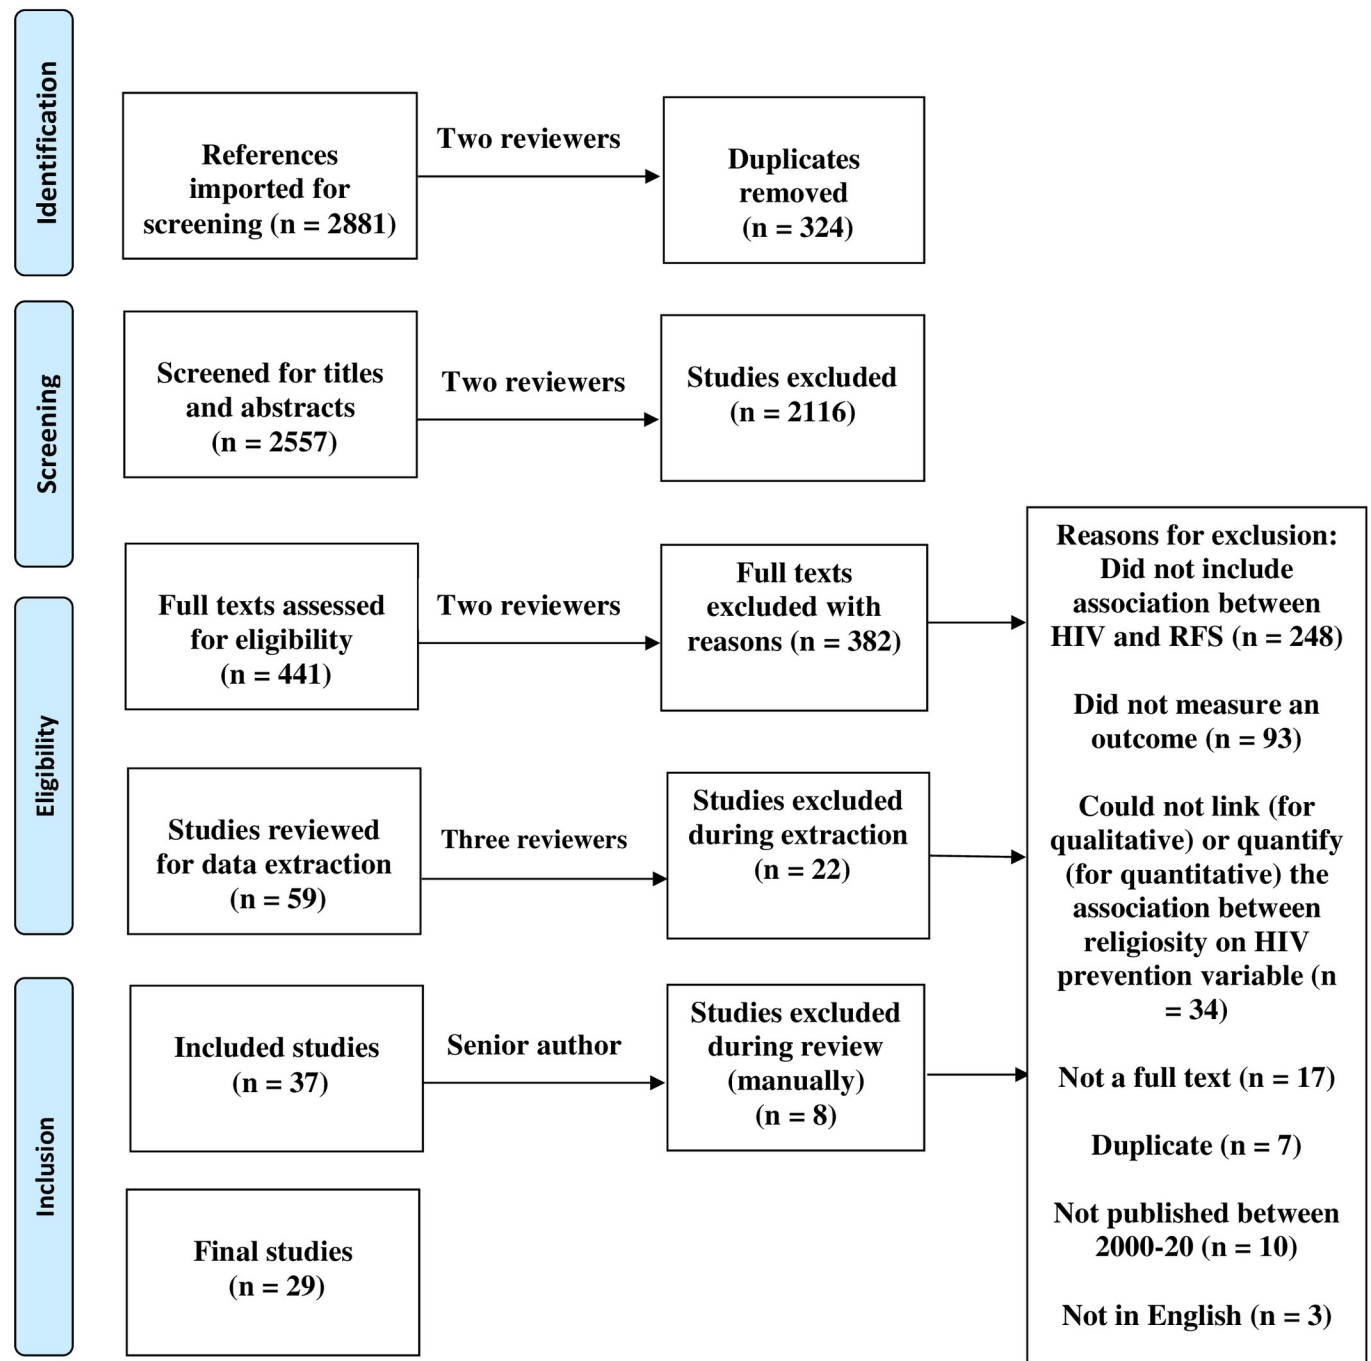 Identification
References
imported for
screening (n = 2881)
Two reviewers
Duplicates
removed
(n = 324)
Screening
Screened for titles
and abstracts
(n = 2557)
Two reviewers
Studies excluded
(n = 2116)
Full texts assessed
for eligibility
(n = 441)
Two reviewers
Full texts
excluded with
reasons (n = 382)
Eligibility
Studies reviewed
for data extraction
(n = 59)
Three reviewers
Studies excluded
during extraction
(n = 22)
Inclusion
Included studies
(n = 37)
Senior author
Studies excluded
during review
(manually)
(n = 8)
Final studies
(n = 29)
Reasons for exclusion:
Did not include
association between
HIV and RFS (n = 248)
Did not measure an
outcome (n = 93)
Could not link (for
qualitative) or quantify
(for quantitative) the
association between
religiosity on HIV
prevention variable (n
= 34)
Not a full text (n = 17)
Duplicate (n = 7)
Not published between
2000-20 (n = 10)
Not in English (n = 3)